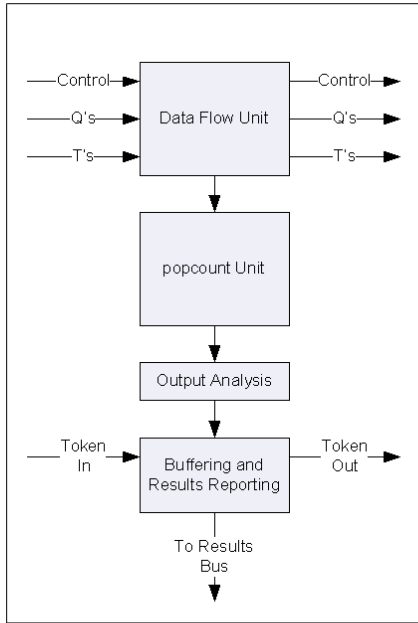 Control
Control
Q's
Data Flow Unit
Q's
T's
T's
popcount Unit
Output Analysis
Token
In
Buffering and
Results Reporting
Token
Out
To Results
Bus